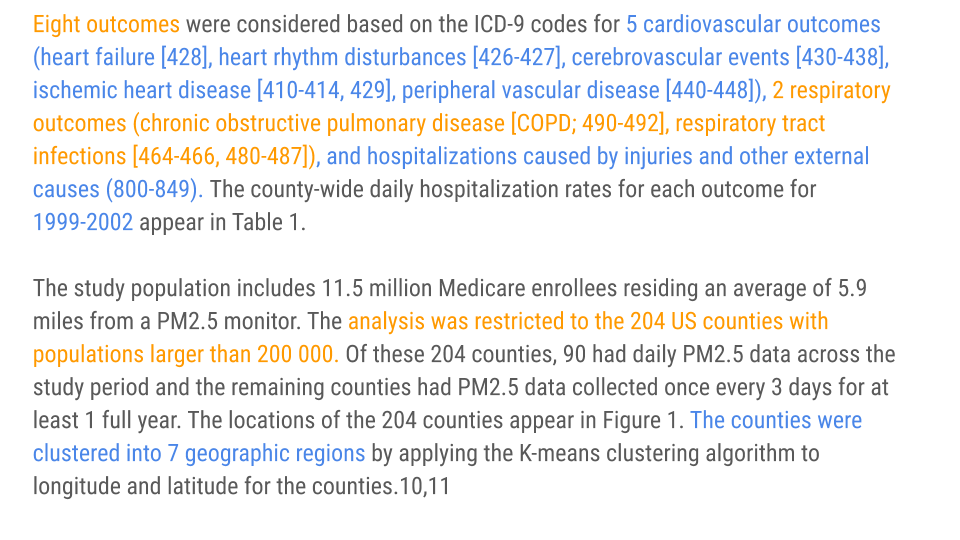 Eight outcomes were considered based on the ICD-9 codes for 5 cardiovascular outcomes
(heart failure [428], heart rhythm disturbances [426-427], cerebrovascular events [430-438],
ischemic heart disease [410-414, 429], peripheral vascular disease [440-448]), 2 respiratory
outcomes (chronic obstructive pulmonary disease [COPD; 490-492], respiratory tract
infections [464-466, 480-487]), and hospitalizations caused by injuries and other external
causes (800-849). The county-wide daily hospitalization rates for each outcome for
1999-2002 appear in Table 1.
The study population includes 11.5 million Medicare enrollees residing an average of 5.9
miles from a PM2.5 monitor. The analysis was restricted to the 204 US counties with
populations larger than 200 000. Of these 204 counties, 90 had daily PM2.5 data across the
study period and the remaining counties had PM2.5 data collected once every 3 days for at
least 1 full year. The locations of the 204 counties appear in Figure 1. The counties were
clustered into 7 geographic regions by applying the K-means clustering algorithm to
longitude and latitude for the counties.10,11